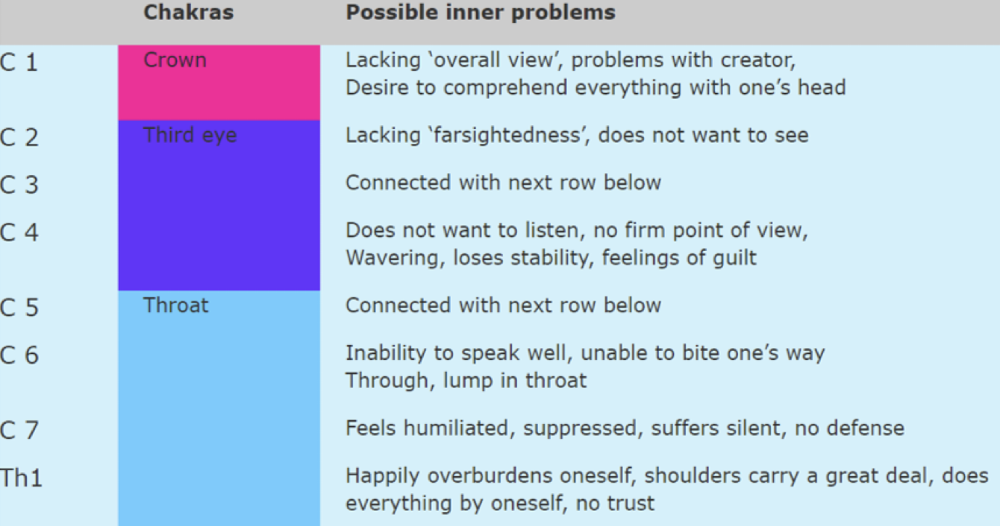 Chakras Possible inner problems
C 1 Crown Lacking ‘overall view’, problems with creator,
Desire to comprehend everything with one’s head
C 2 Third eye Lacking ‘farsightedness’, does not want to see
C 3 Connected with next row below
C 4 Does not want to listen, no firm point of view,
Wavering, loses stability, feelings of guilt
C 5 Throat Connected with next row below
C 6 Inability to speak well, unable to bite one’s way
Through, lump in throat
C 7 Feels humiliated, suppressed, suffers silent, no defense
Th1 Happily overburdens oneself, shoulders carry a great deal, does
everything by oneself, no trust